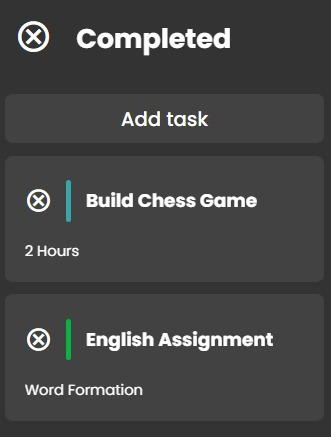 Completed
Add task
Build Chess Game
2 Hours
English Assignment
Word Formation